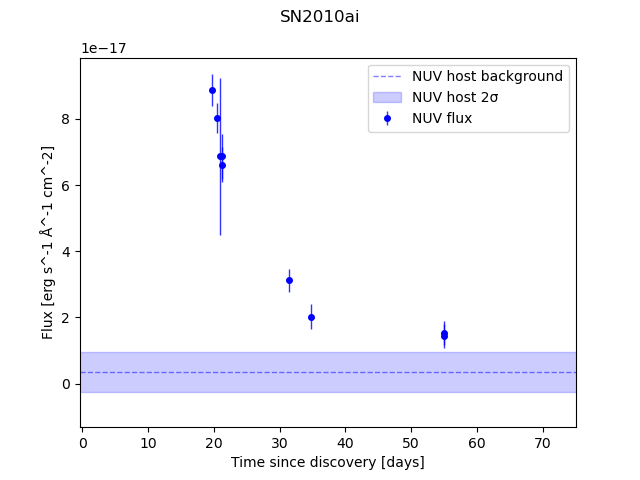 SN2010ai
1e−17
NUV host background
NUV host 2σ
NUV flux
8
6
4
2
0
Flux [erg s^-1 Å^-1 cm^-2]
0 10 20 30 40 50 60 70
Time since discovery [days]